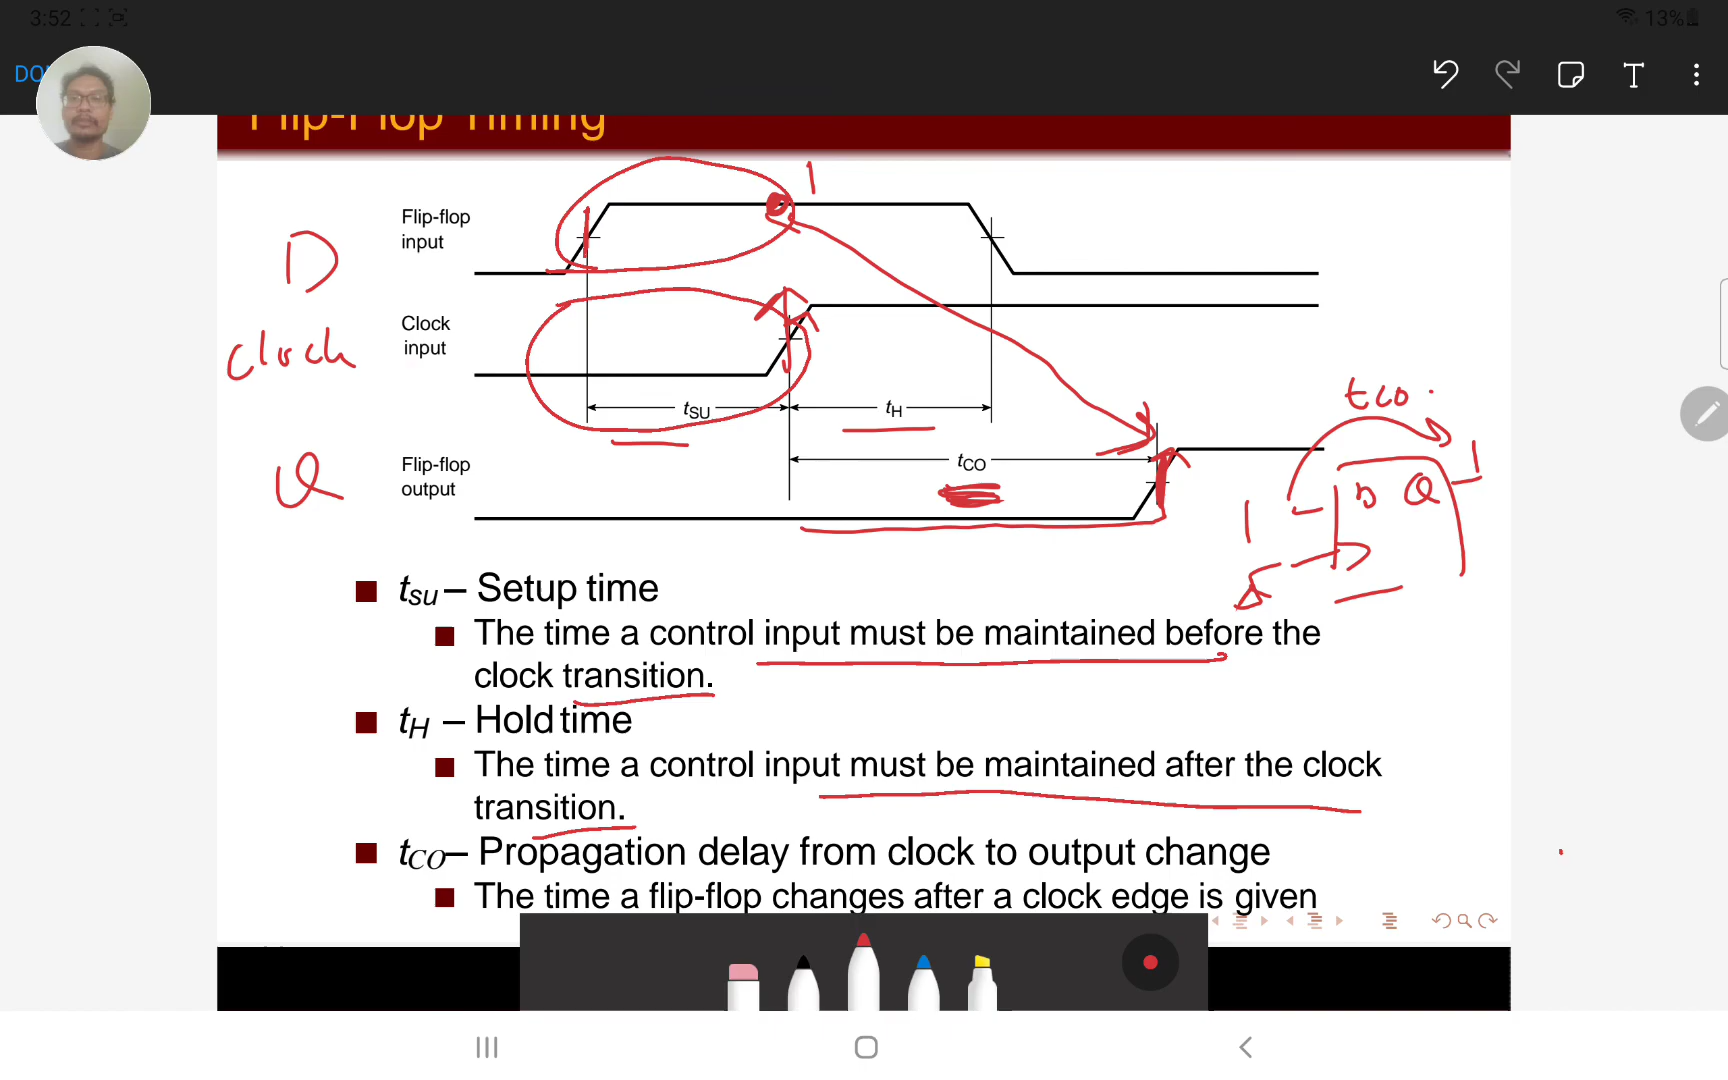 3:52
13%
DO
Flip-Flop Timing
1
Flip-flop
input
D
Clock
input
clock
tSU
tH
tco
Flip-flop
output
Q
tCO
1
D Q
1
tsu – Setup time
The time a control input must be maintained before the
clock transition.
tH – Hold time
The time a control input must be maintained after the clock
transition.
tCO – Propagation delay from clock to output change
The time a flip-flop changes after a clock edge is given